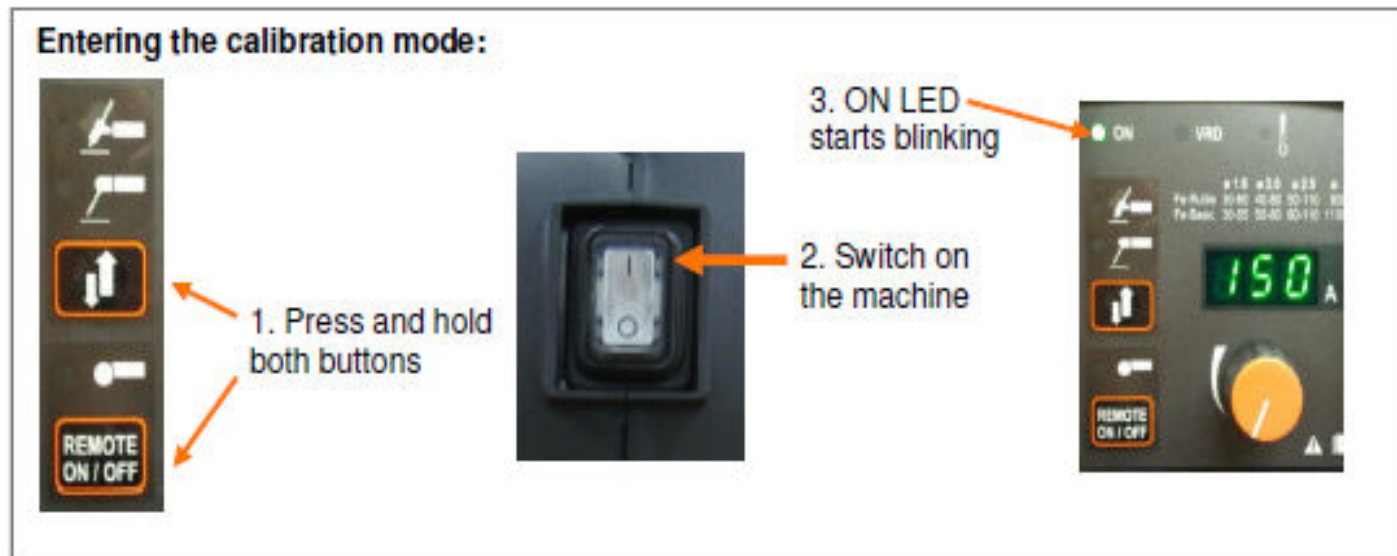 Entering the calibration mode:
3. ON LED
starts blinking
ON VRD
150 A
2. Switch on
the machine
1. Press and hold
both buttons
REMOTE
ON / OFF
REMOTE
ON / OFF